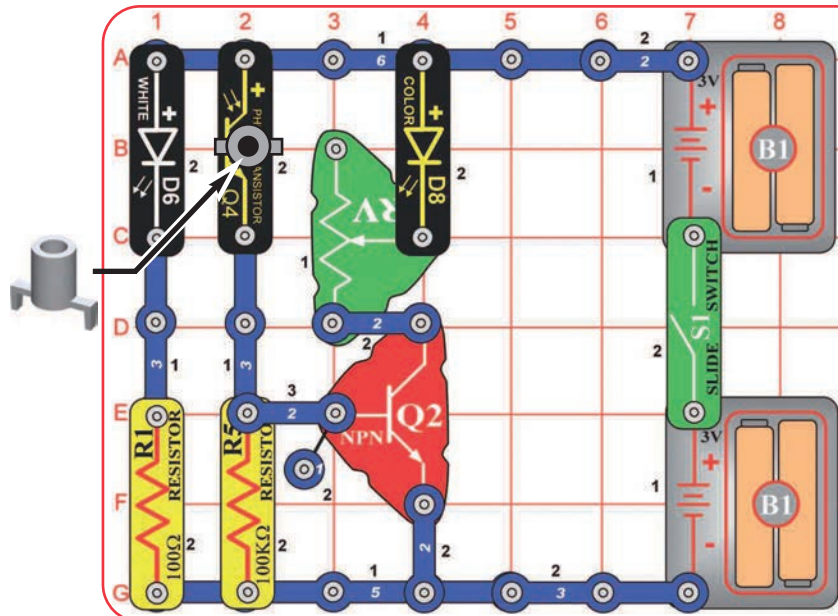 1 2 3 4 5 6 7 8
A
B
C
D
E
F
G
1
6
2
2
WHITE
+
D6
2
+
Q4
2
COLOR
+
D8
2
RV
1
3V
+
-
B1
1
S1
SLIDE SWITCH
2
3
1
3
1
2
2
3
2
1
2
NPN
Q2
R1
RESISTOR
100Ω
2
R5
100KΩ
2
2
2
3V
+
-
B1
1
1
5
2
3